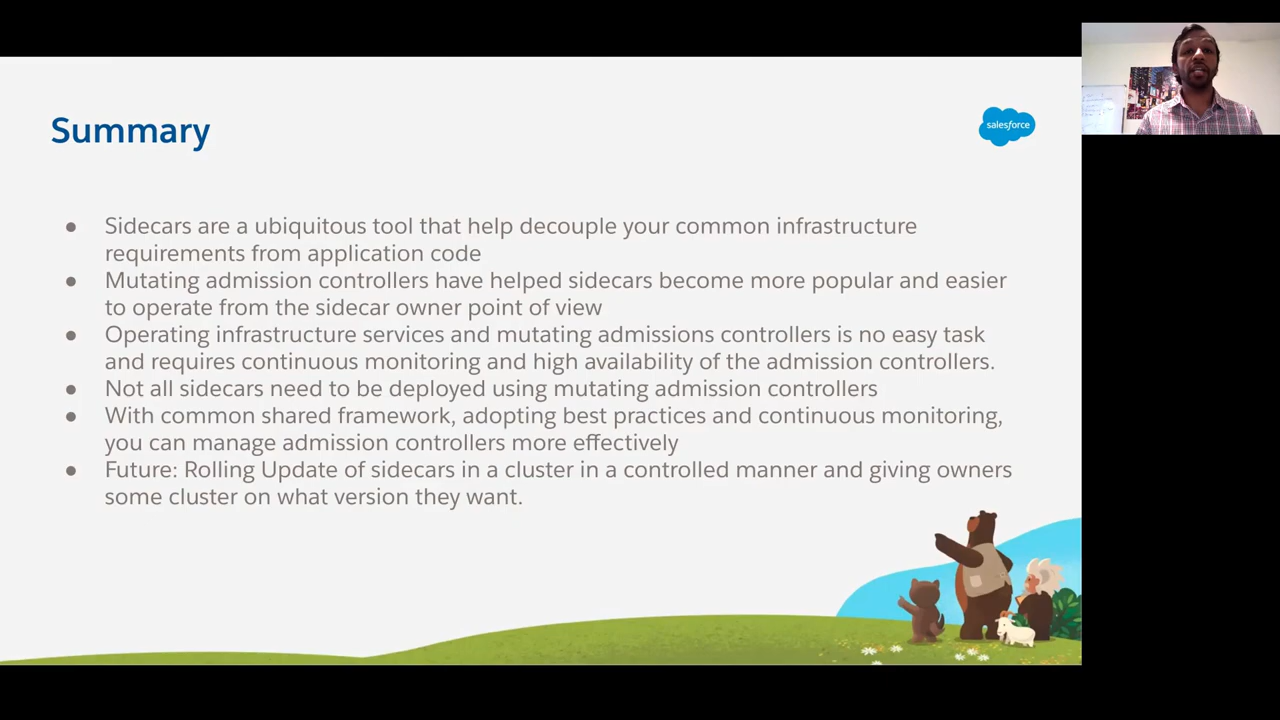 Summary
salesforce
● Sidecars are a ubiquitous tool that help decouple your common infrastructure
requirements from application code
● Mutating admission controllers have helped sidecars become more popular and easier
to operate from the sidecar owner point of view
● Operating infrastructure services and mutating admissions controllers is no easy task
and requires continuous monitoring and high availability of the admission controllers.
● Not all sidecars need to be deployed using mutating admission controllers
● With common shared framework, adopting best practices and continuous monitoring,
you can manage admission controllers more effectively
● Future: Rolling Update of sidecars in a cluster in a controlled manner and giving owners
some cluster on what version they want.